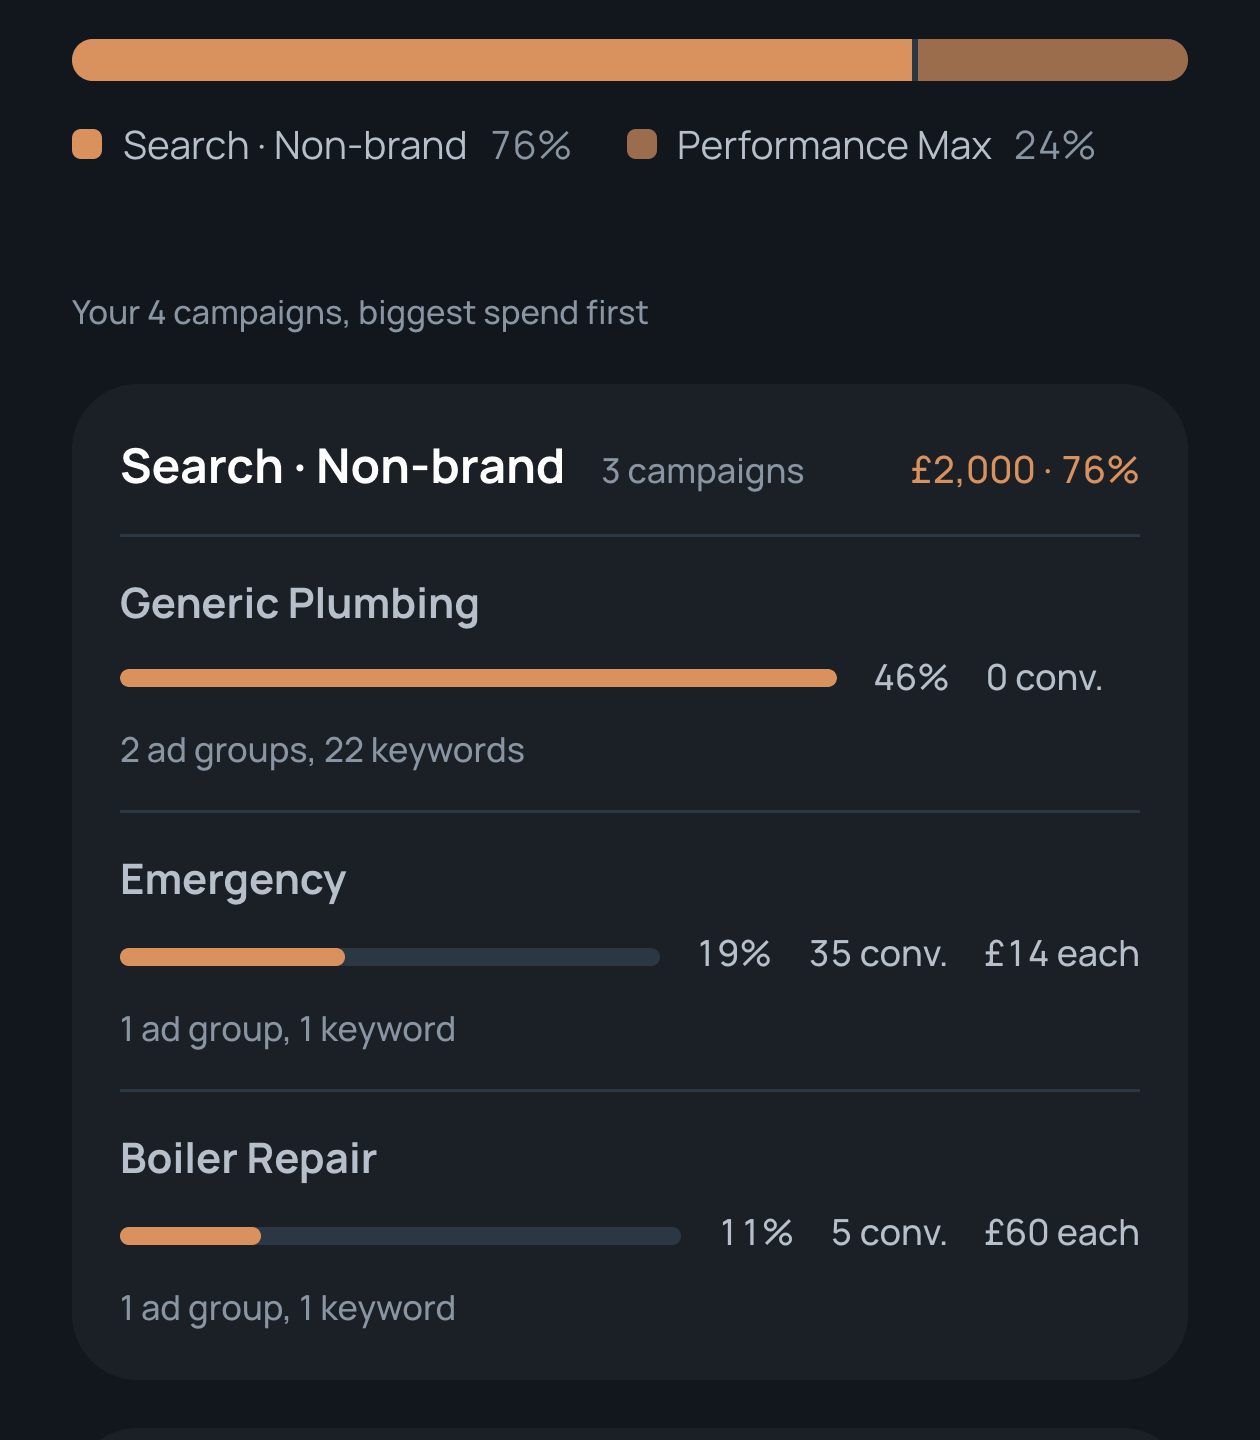 Search · Non-brand 76% Performance Max 24%
Your 4 campaigns, biggest spend first
Search · Non-brand 3 campaigns £2,000 · 76%
Generic Plumbing
46% 0 conv.
2 ad groups, 22 keywords
Emergency
19% 35 conv. £14 each
1 ad group, 1 keyword
Boiler Repair
11% 5 conv. £60 each
1 ad group, 1 keyword